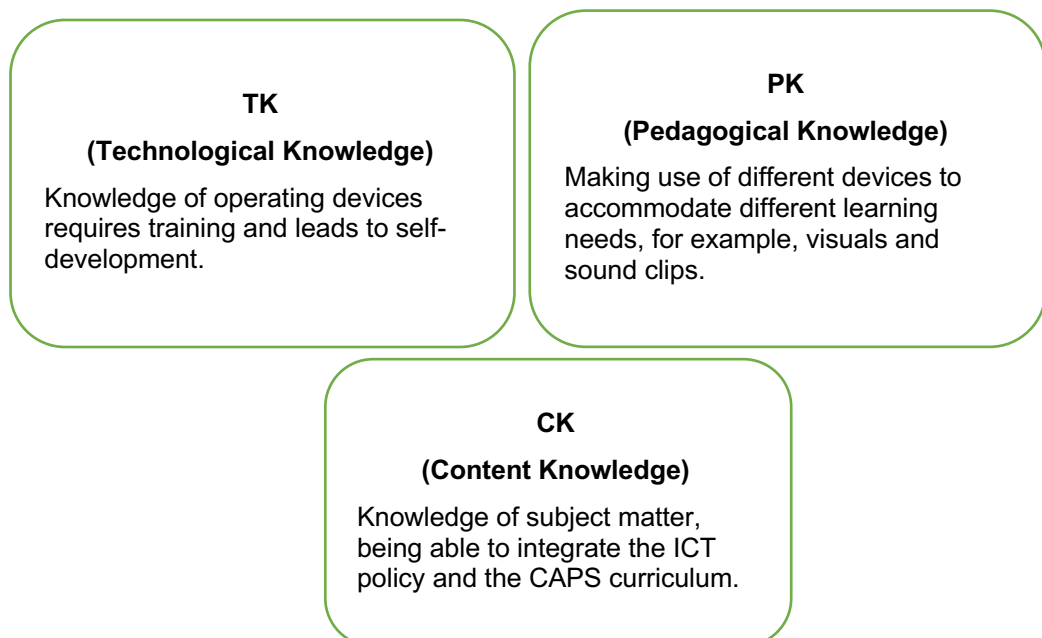 TK
(Technological Knowledge)
Knowledge of operating devices
requires training and leads to self-
development.
PK
(Pedagogical Knowledge)
Making use of different devices to
accommodate different learning
needs, for example, visuals and
sound clips.
CK
(Content Knowledge)
Knowledge of subject matter,
being able to integrate the ICT
policy and the CAPS curriculum.